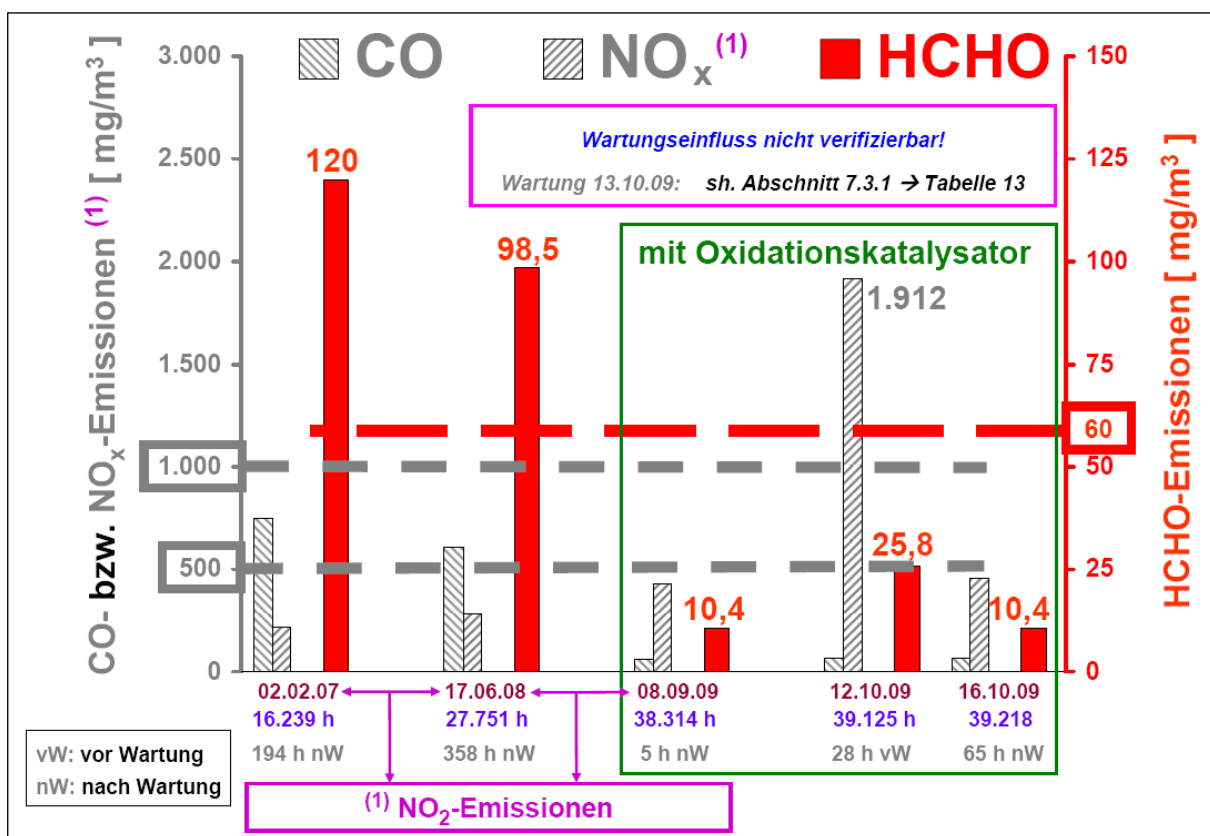 CO
NOx(1)
HCHO
CO- bzw. NOx-Emissionen (1) [ mg/m³ ]
3.000
2.500
2.000
1.500
1.000
500
0
150
125
100
75
60
50
25
0
HCHO-Emissionen [ mg/m³ ]
Wartungseinfluss nicht verifizierbar!
Wartung 13.10.09: sh. Abschnitt 7.3.1 → Tabelle 13
mit Oxidationskatalysator
120
98,5
10,4
1.912
25,8
10,4
02.02.07 17.06.08 08.09.09 12.10.09 16.10.09
16.239 h 27.751 h 38.314 h 39.125 h 39.218
194 h nW 358 h nW 5 h nW 28 h vW 65 h nW
vW: vor Wartung
nW: nach Wartung
(1) NO2-Emissionen